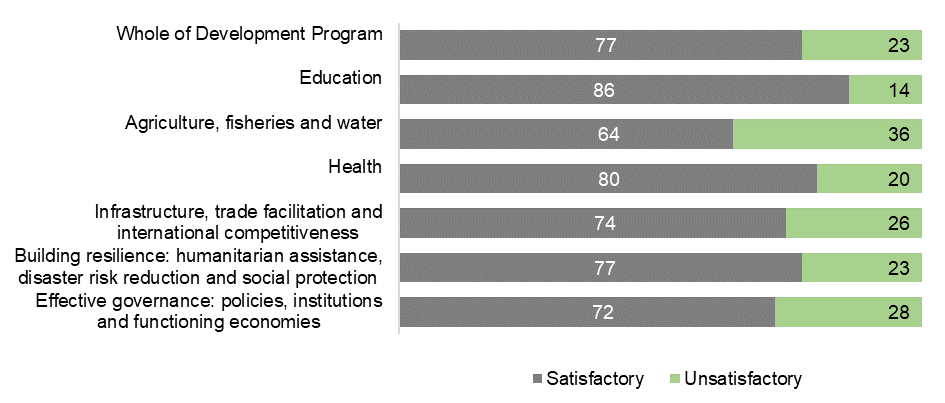 Whole of Development Program
77 23
Education
86 14
Agriculture, fisheries and water
64 36
Health
80 20
Infrastructure, trade facilitation and
international competitiveness
74 26
Building resilience: humanitarian assistance,
disaster risk reduction and social protection
77 23
Effective governance: policies, institutions
and functioning economies
72 28
Satisfactory Unsatisfactory